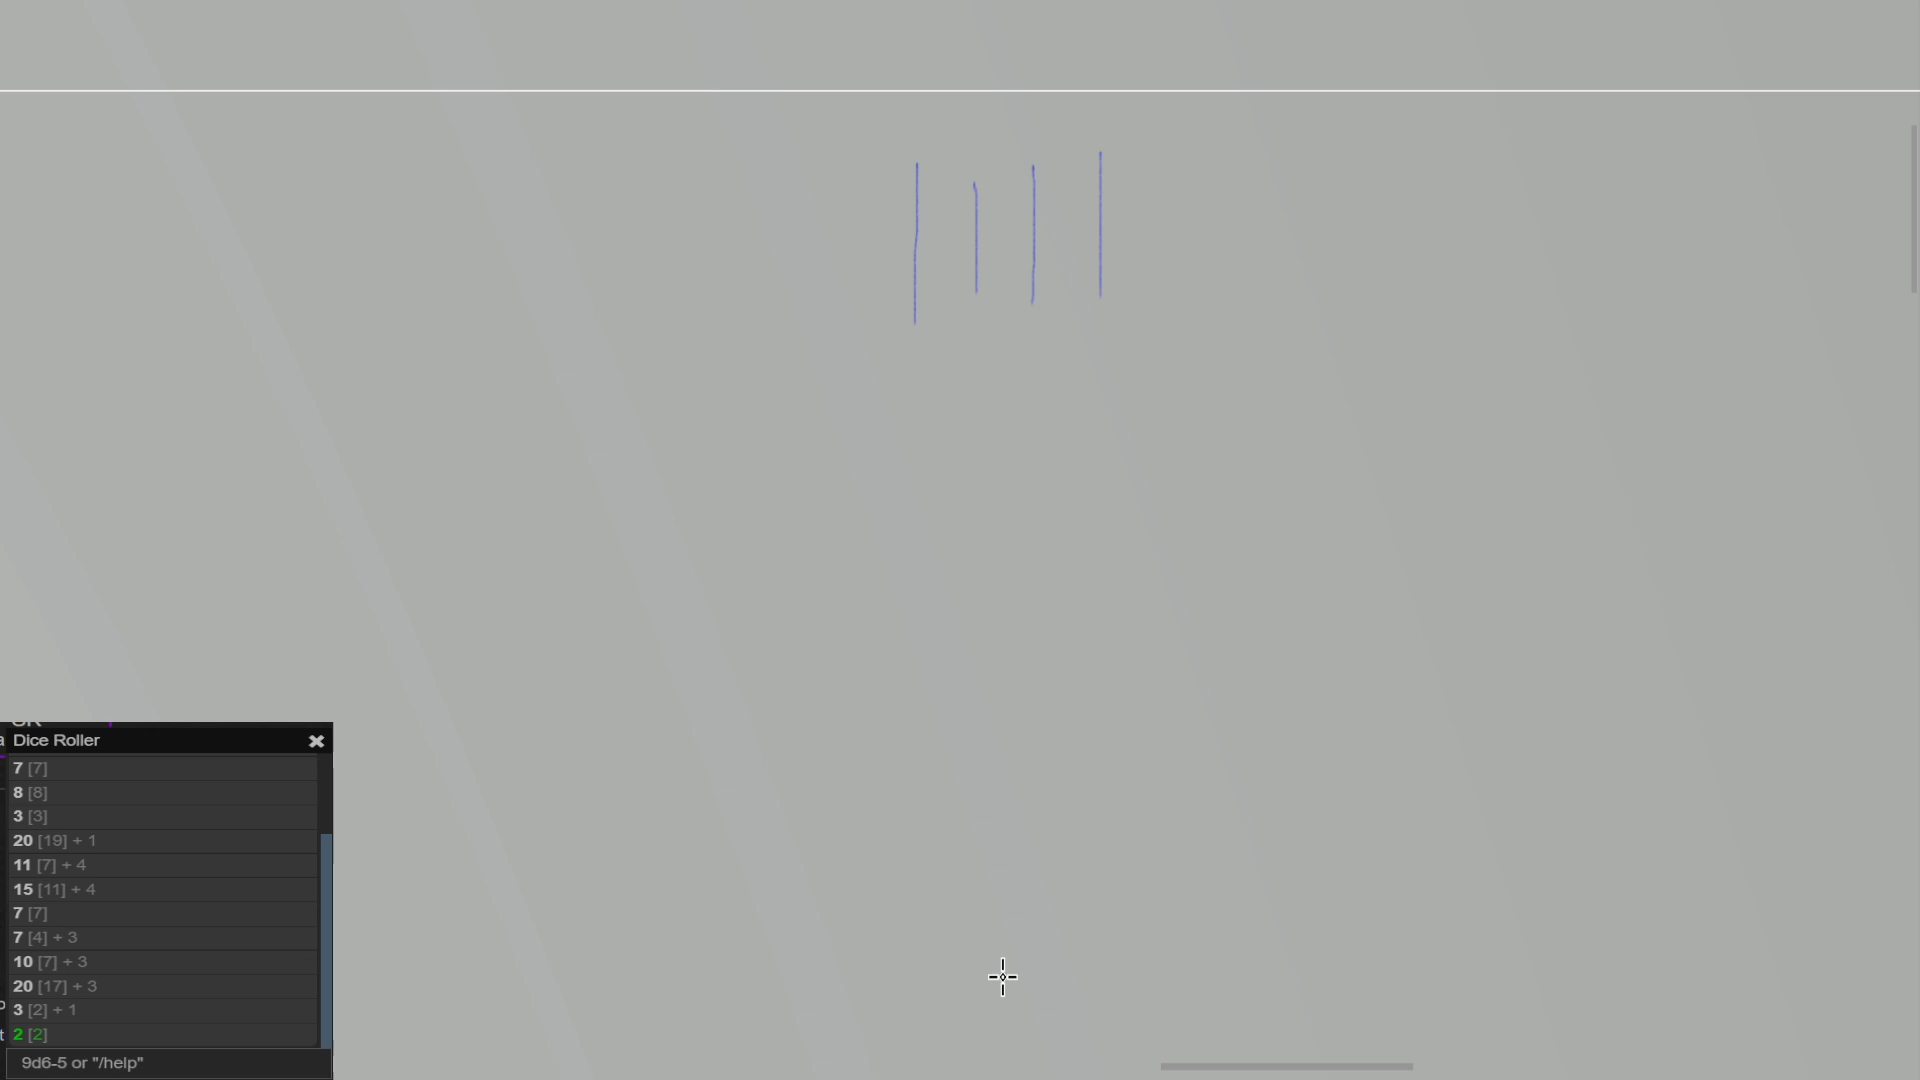 Dice Roller
7 [7]
8 [8]
3 [3]
20 [19] + 1
11 [7] + 4
15 [11] + 4
7 [7]
7 [4] + 3
10 [7] + 3
20 [17] + 3
3 [2] + 1
2 [2]
9d6-5 or "/help"